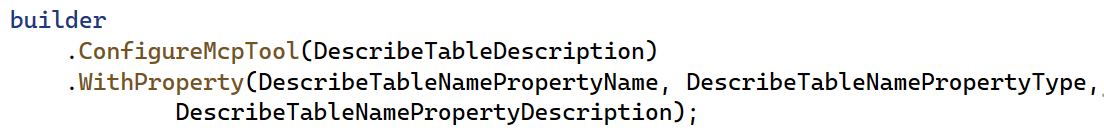 builder
.ConfigureMcpTool(DescribeTableDescription)
.WithProperty(DescribeTableNamePropertyName, DescribeTableNamePropertyType,
DescribeTableNamePropertyDescription);